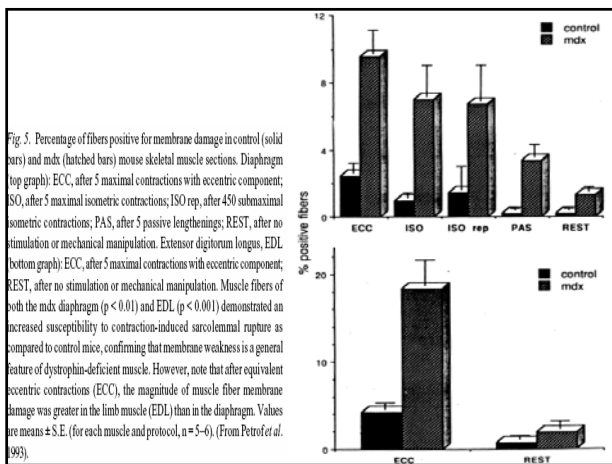 Fig. 5. Percentage of fibers positive for membrane damage in control (solid
bars) and mdx (hatched bars) mouse skeletal muscle sections. Diaphragm
(top graph): ECC, after 5 maximal contractions with eccentric component;
ISO, after 5 maximal isometric contractions; ISO rep, after 450 submaximal
isometric contractions; PAS, after 5 passive lengthenings; REST, after no
stimulation or mechanical manipulation. Extensor digitorum longus, EDL
(bottom graph): ECC, after 5 maximal contractions with eccentric component;
REST, after no stimulation or mechanical manipulation. Muscle fibers of
both the mdx diaphragm (p < 0.01) and EDL (p < 0.001) demonstrated an
increased susceptibility to contraction-induced sarcolemmal rupture as
compared to control mice, confirming that membrane weakness is a general
feature of dystrophin-deficient muscle. However, note that after equivalent
eccentric contractions (ECC), the magnitude of muscle fiber membrane
damage was greater in the limb muscle (EDL) than in the diaphragm. Values
are means ± S.E. (for each muscle and protocol, n = 5–6). (From Petrof et al.
1993).
% positive fibers
12
8
4
0
control
mdx
ECC ISO ISO rep PAS REST
20
10
0
control
mdx
ECC REST